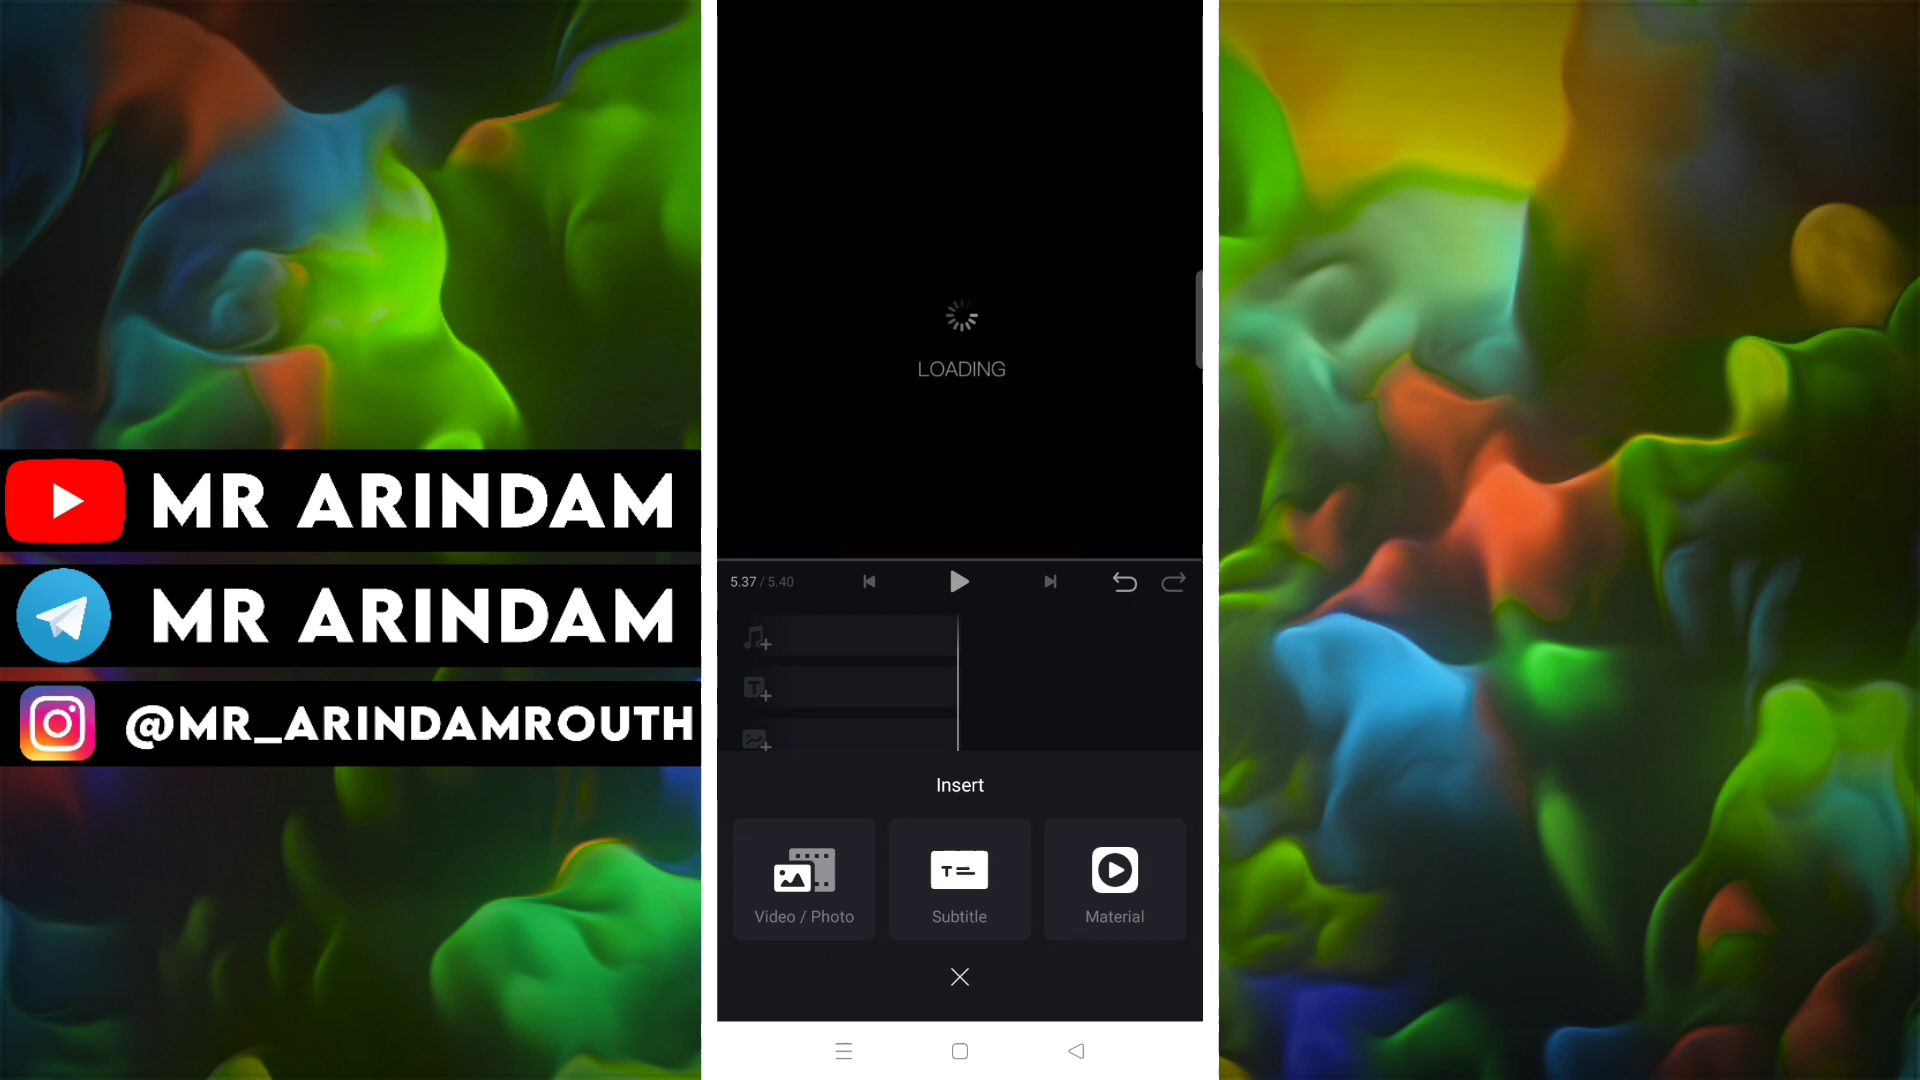 MR ARINDAM
MR ARINDAM
@MR_ARINDAMROUTH
LOADING
5.37 / 5.40
T
Insert
T
Video / Photo
Subtitle
Material